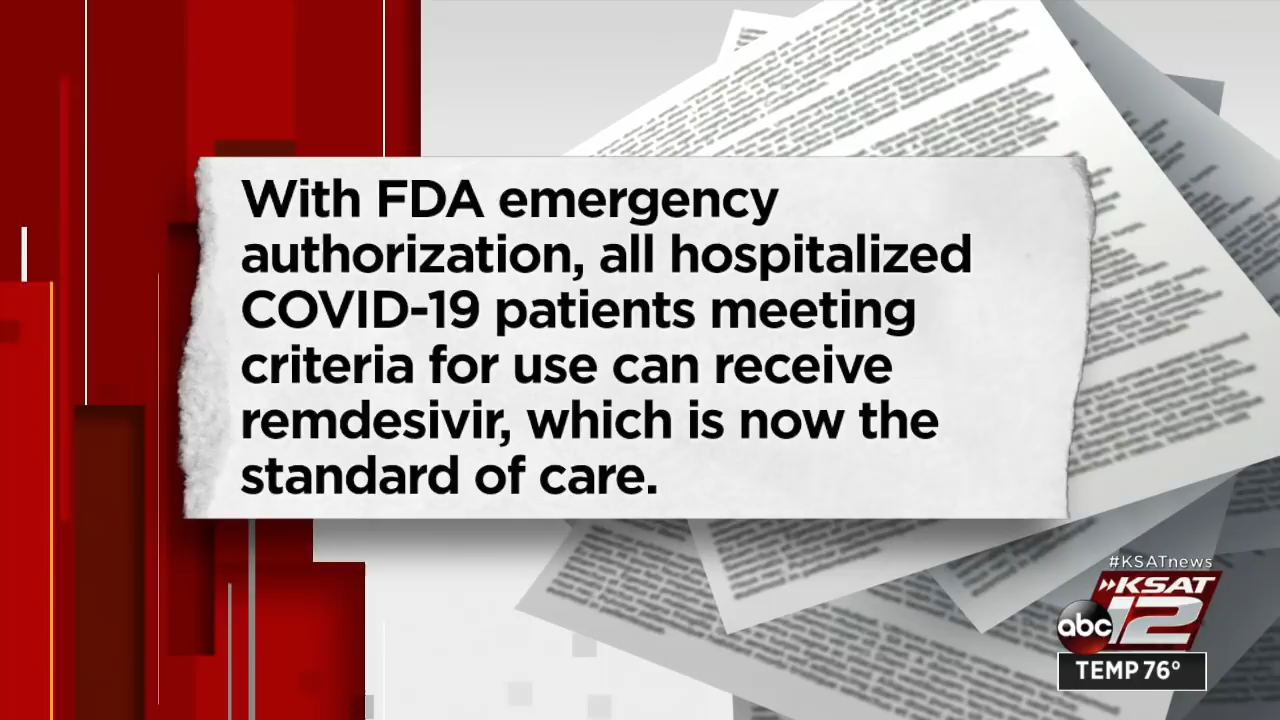 With FDA emergency
authorization, all hospitalized
COVID-19 patients meeting
criteria for use can receive
remdesivir, which is now the
standard of care.
#KSATnews
KSAT
abc 12
TEMP 76°